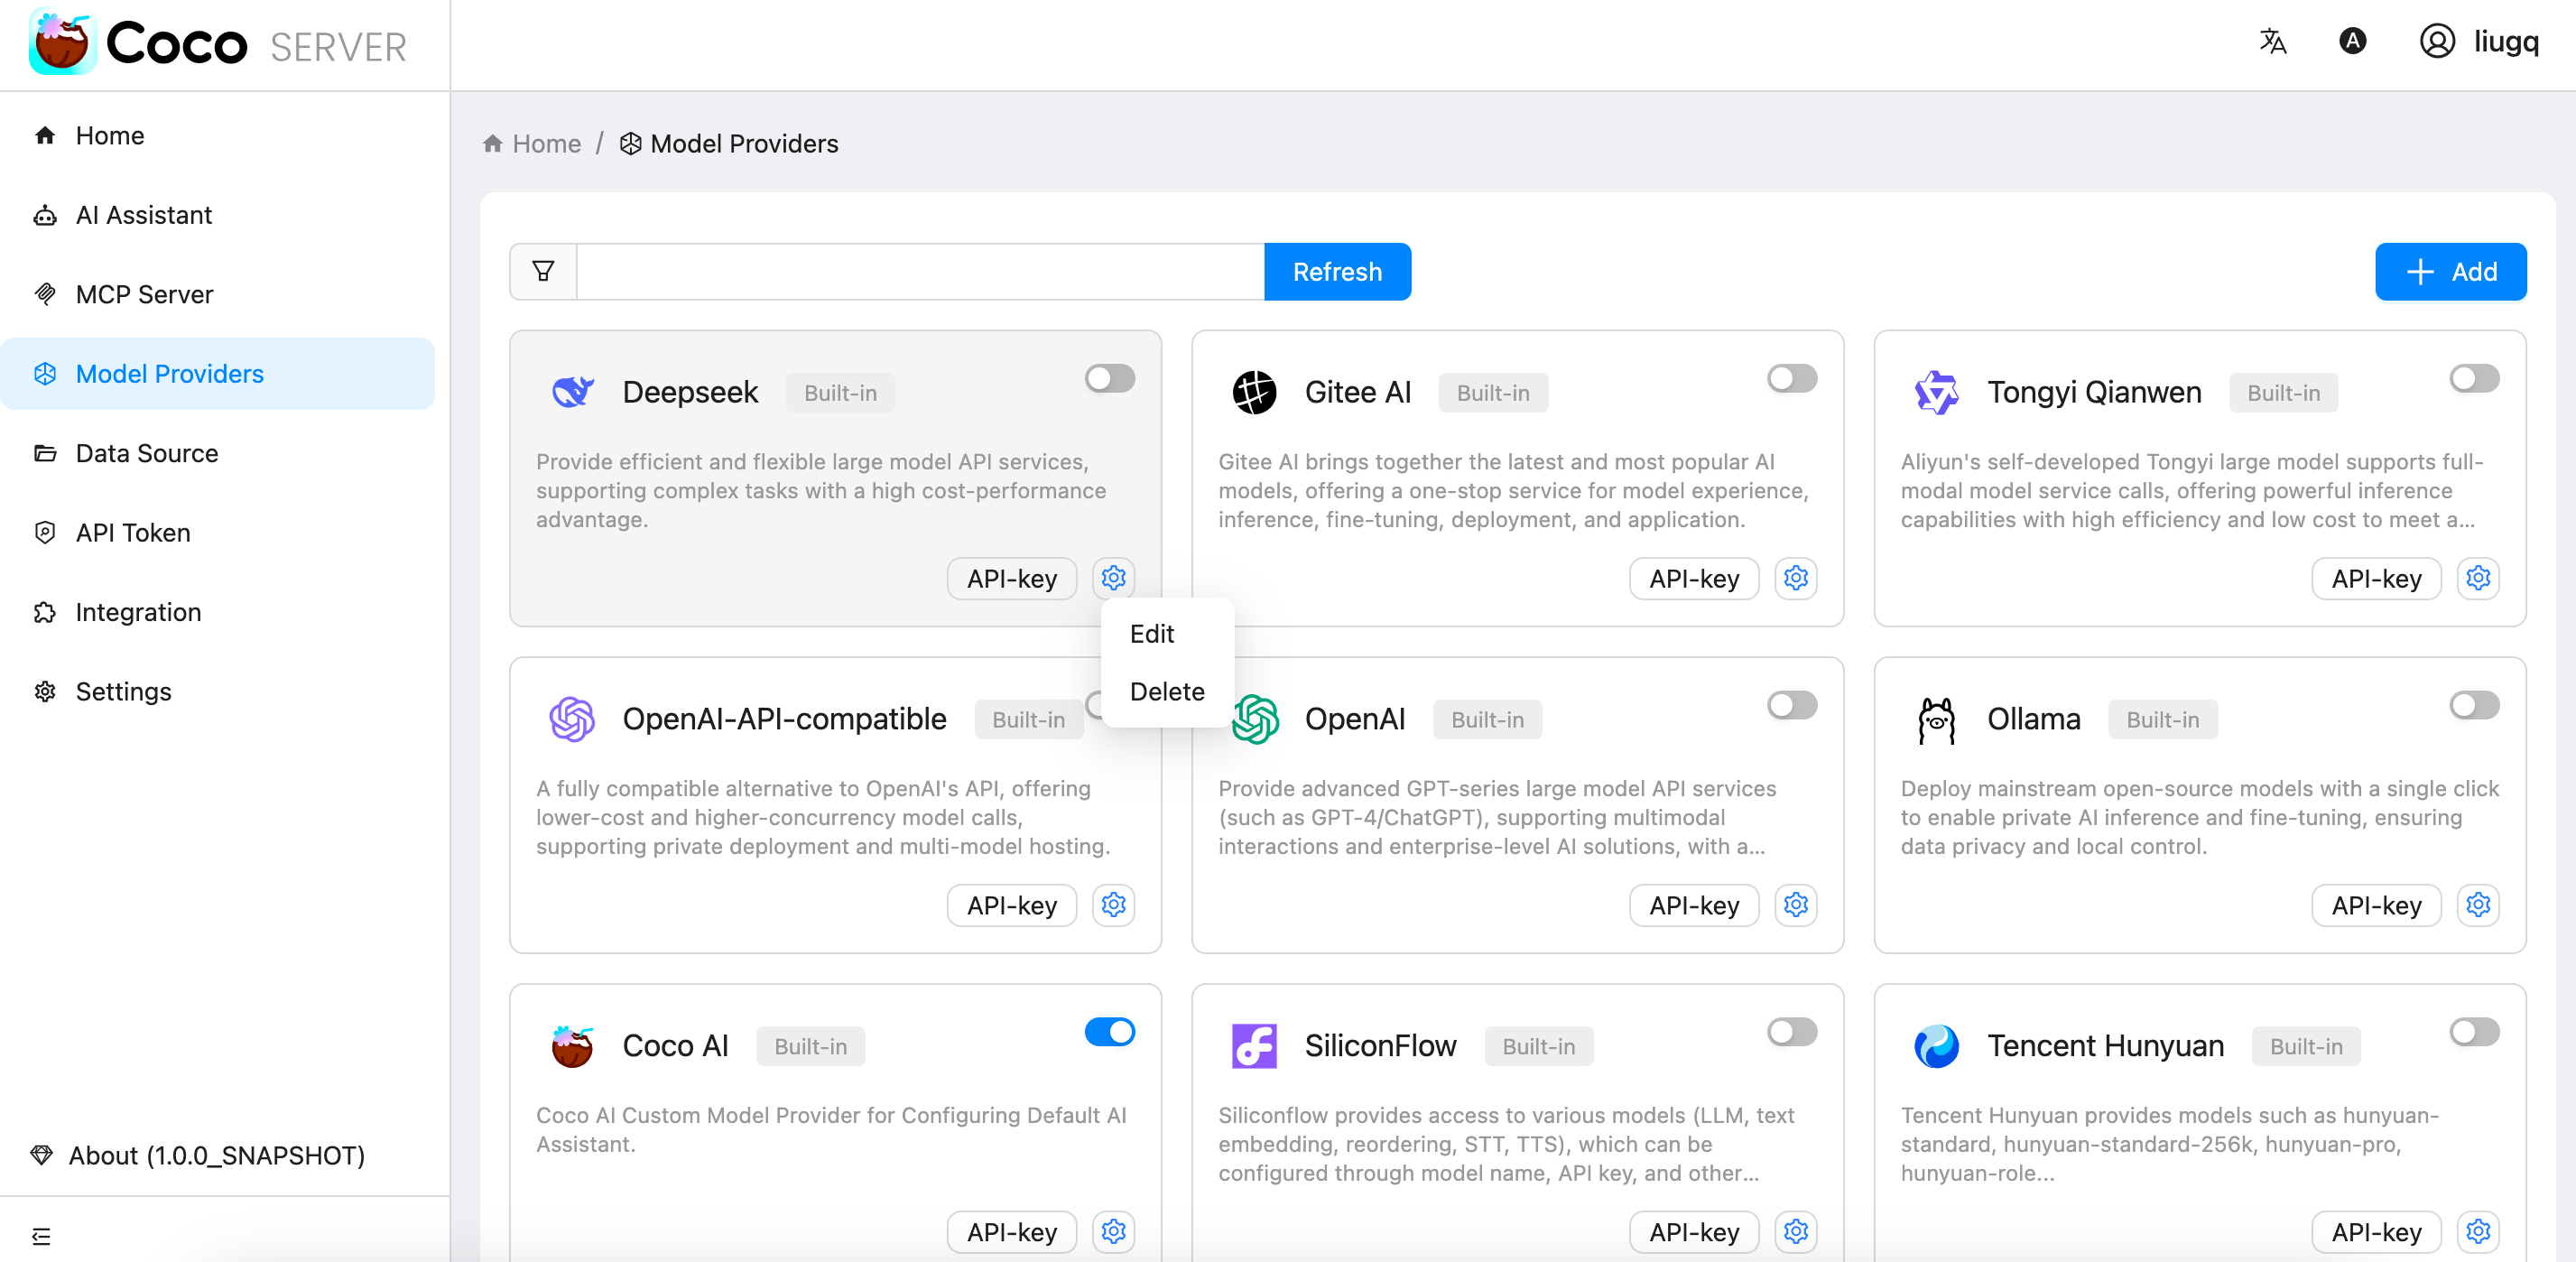 Coco SERVER
A liugq
Home
AI Assistant
MCP Server
Model Providers
Data Source
API Token
Integration
Settings
About (1.0.0_SNAPSHOT)
Home / Model Providers
Refresh
Add
Deepseek Built-in
Provide efficient and flexible large model API services,
supporting complex tasks with a high cost-performance
advantage.
API-key
Edit
Delete
Gitee AI Built-in
Gitee AI brings together the latest and most popular AI
models, offering a one-stop service for model experience,
inference, fine-tuning, deployment, and application.
API-key
Tongyi Qianwen Built-in
Aliyun's self-developed Tongyi large model supports full-
modal model service calls, offering powerful inference
capabilities with high efficiency and low cost to meet a...
API-key
OpenAI-API-compatible Built-in
A fully compatible alternative to OpenAI's API, offering
lower-cost and higher-concurrency model calls,
supporting private deployment and multi-model hosting.
API-key
OpenAI Built-in
Provide advanced GPT-series large model API services
(such as GPT-4/ChatGPT), supporting multimodal
interactions and enterprise-level AI solutions, with a...
API-key
Ollama Built-in
Deploy mainstream open-source models with a single click
to enable private AI inference and fine-tuning, ensuring
data privacy and local control.
API-key
Coco AI Built-in
Coco AI Custom Model Provider for Configuring Default AI
Assistant.
API-key
SiliconFlow Built-in
Siliconflow provides access to various models (LLM, text
embedding, reordering, STT, TTS), which can be
configured through model name, API key, and other...
API-key
Tencent Hunyuan Built-in
Tencent Hunyuan provides models such as hunyuan-
standard, hunyuan-standard-256k, hunyuan-pro,
hunyuan-role...
API-key